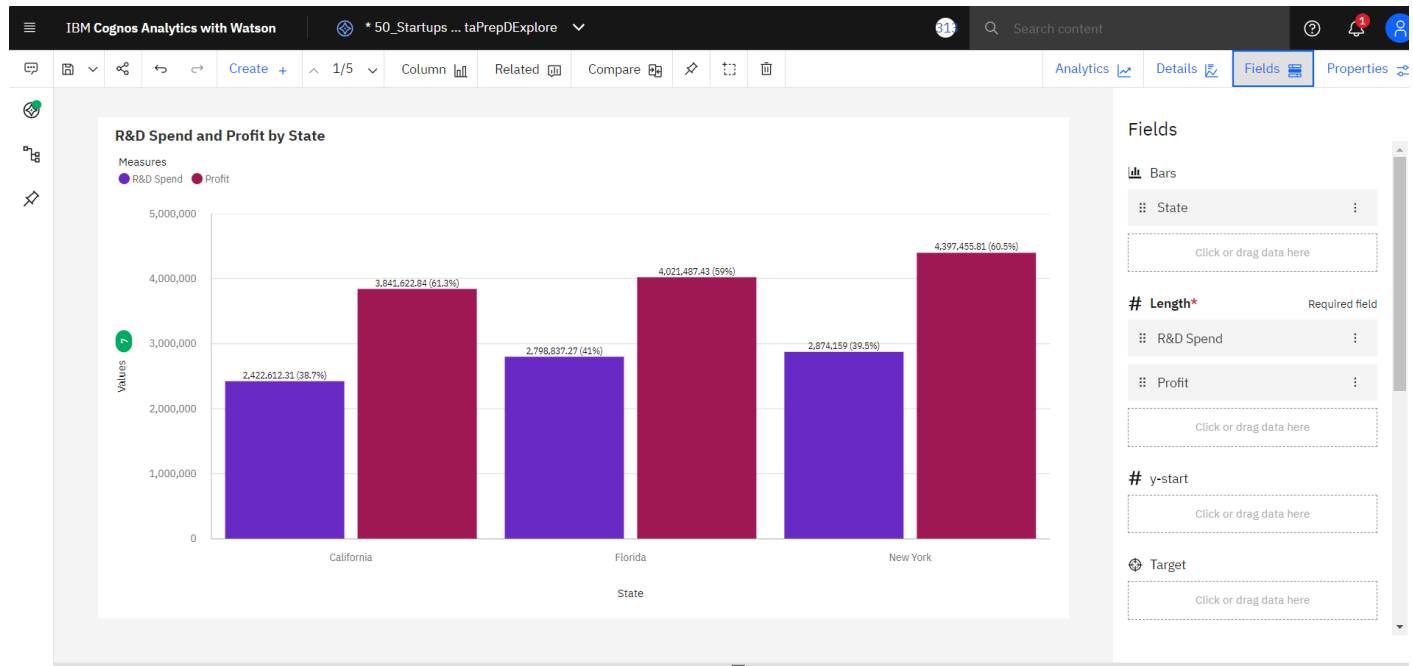 IBM Cognos Analytics with Watson
* 50_Startups ... taPrepDExplore
Search content
1
Create +
1/5
Column
Related
Compare
Analytics
Details
Fields
Properties
R&D Spend and Profit by State
Measures
R&D Spend
Profit
5,000,000
4,000,000
3,000,000
2,000,000
1,000,000
0
Values
7
2,422,612.31 (38.7%)
3,841,622.84 (61.3%)
2,798,837.27 (41%)
4,021,487.43 (59%)
2,874,159 (39.5%)
4,397,455.81 (60.5%)
California
Florida
New York
State
Fields
Bars
State
Click or drag data here
# Length*
Required field
R&D Spend
Profit
Click or drag data here
# y-start
Click or drag data here
Target
Click or drag data here